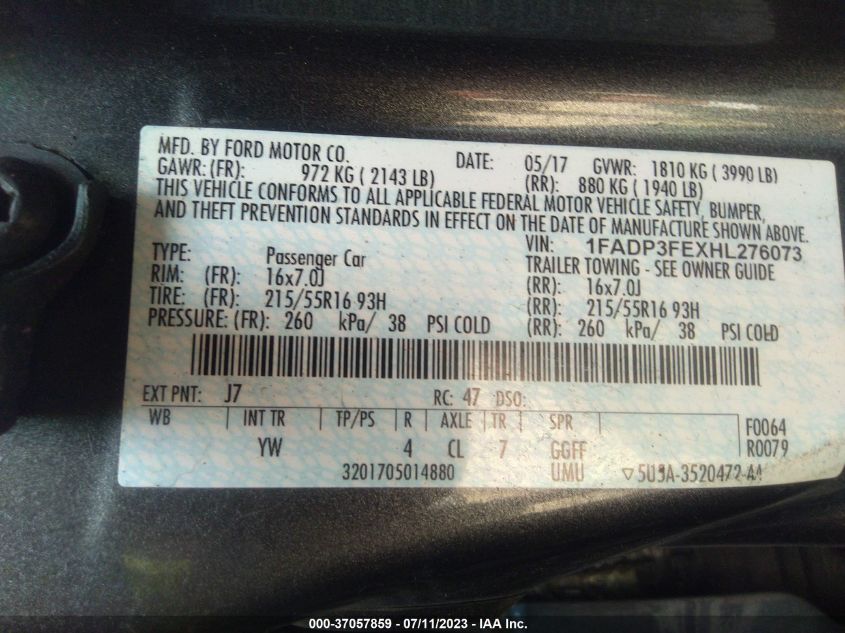 MFD. BY FORD MOTOR CO. DATE: 05/17 GVWR: 1810 KG ( 3990 LB)
GAWR: (FR): 972 KG ( 2143 LB) (RR): 880 KG ( 1940 LB)
THIS VEHICLE CONFORMS TO ALL APPLICABLE FEDERAL MOTOR VEHICLE SAFETY, BUMPER,
AND THEFT PREVENTION STANDARDS IN EFFECT ON THE DATE OF MANUFACTURE SHOWN ABOVE.
VIN: 1FADP3FEXHL276073
TYPE: Passenger Car TRAILER TOWING - SEE OWNER GUIDE
RIM: (FR): 16x7.0J (RR): 16x7.0J
TIRE: (FR): 215/55R16 93H (RR): 215/55R16 93H
PRESSURE: (FR): 260 kPa/ 38 PSI COLD (RR): 260 kPa/ 38 PSI COLD
EXT PNT: J7 RC: 47 DSO:
WB INT TR TP/PS R AXLE TR SPR F0064
YW 4 CL 7 GGFF R0079
3201705014880 UMU ▽5U5A-3520472-AA
000-37057859 - 07/11/2023 - IAA Inc.